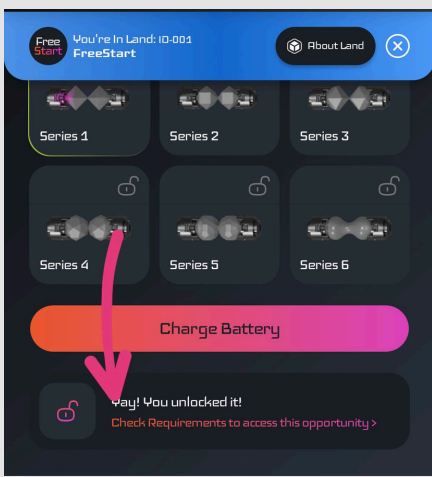 Free
Start
You're In Land: ID-001
FreeStart
About Land
Series 1
Series 2
Series 3
Series 4
Series 5
Series 6
Charge Battery
Yay! You unlocked it!
Check Requirements to access this opportunity >